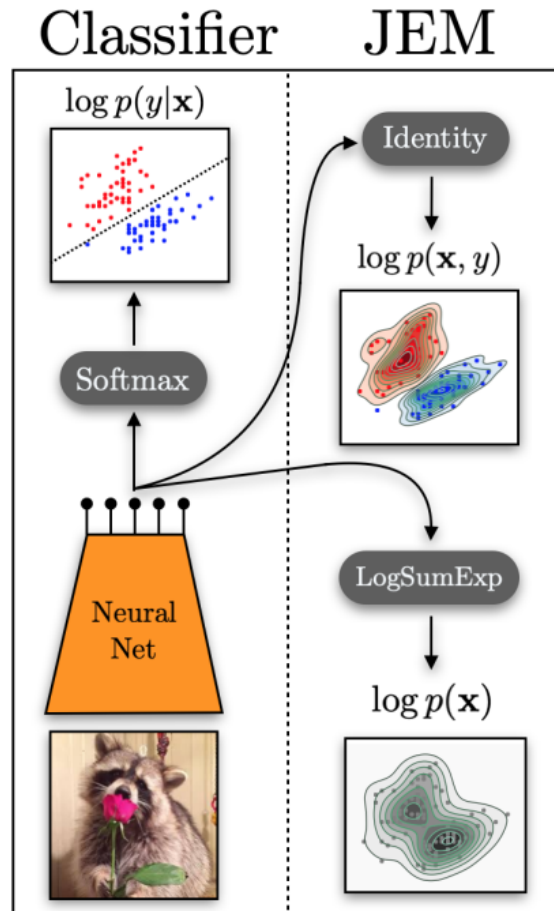 Classifier
JEM
log p(y|x)
Softmax
Neural
Net
Identity
log p(x, y)
LogSumExp
log p(x)